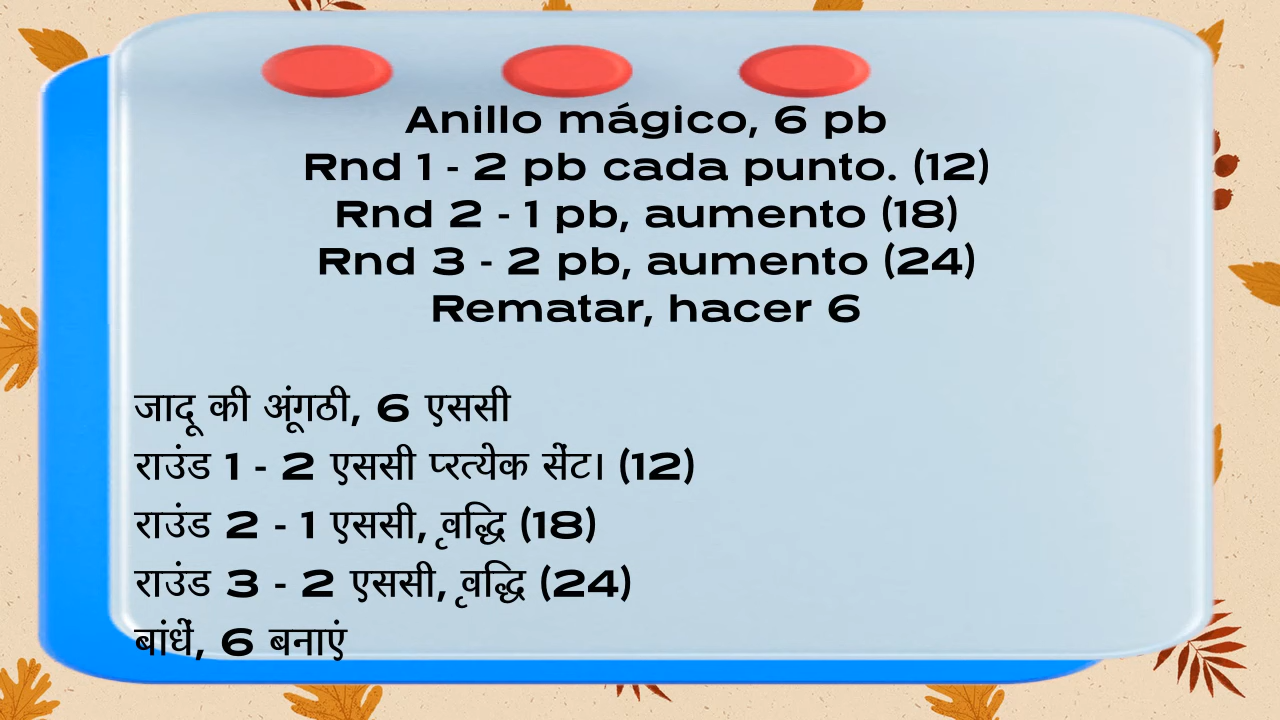 Anillo mágico, 6 pb
Rnd 1 - 2 pb cada punto. (12)
Rnd 2 - 1 pb, aumento (18)
Rnd 3 - 2 pb, aumento (24)
Rematar, hacer 6
जादू की अंगूठी, 6 एससी
राउंड 1 - 2 एससी प्रत्येक सेंट। (12)
राउंड 2 - 1 एससी, वृद्धि (18)
राउंड 3 - 2 एससी, वृद्धि (24)
बांधें, 6 बनाएं